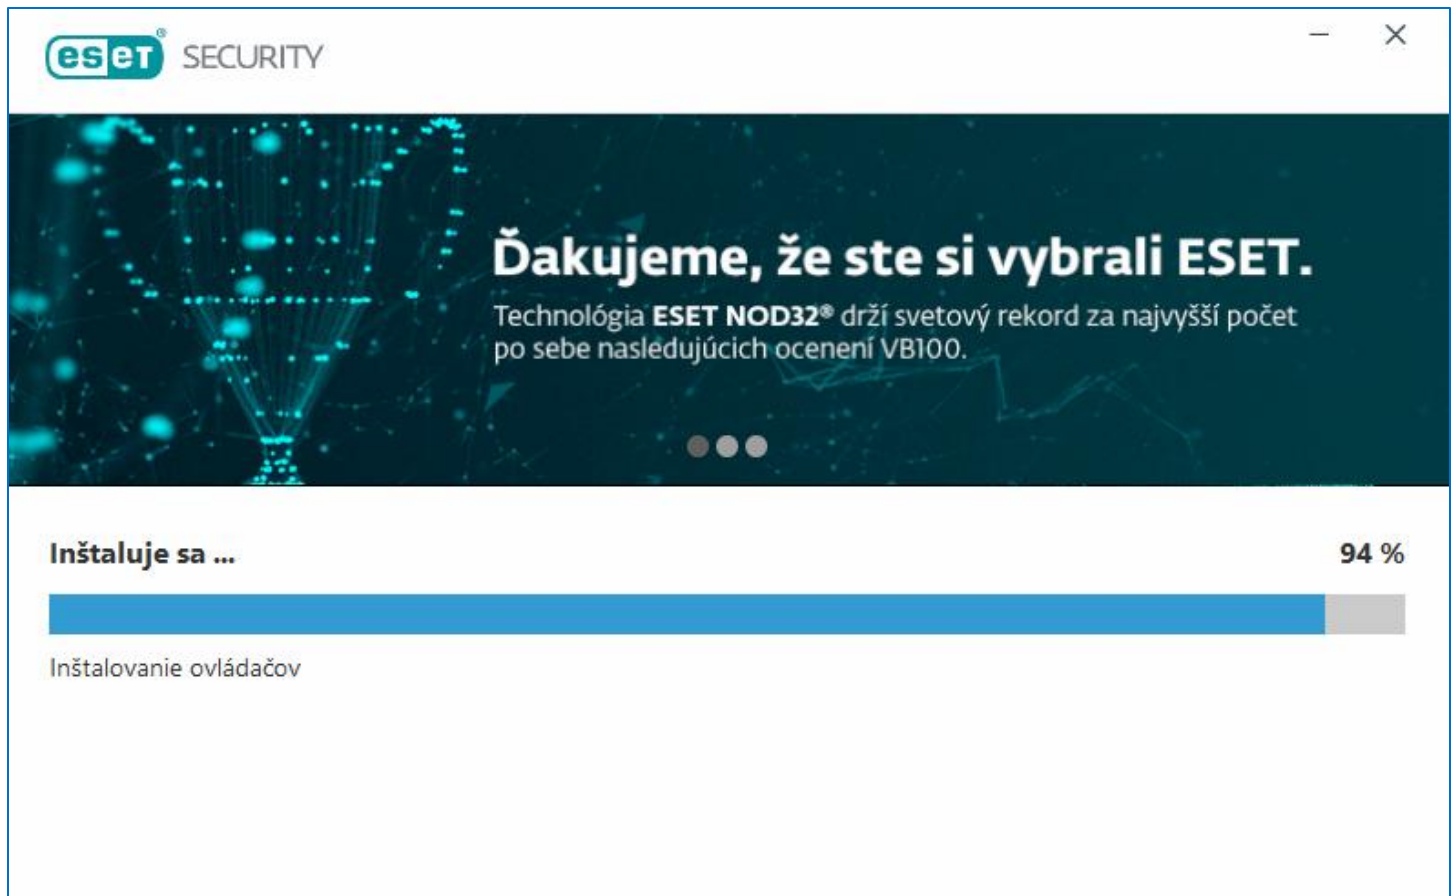 eset® SECURITY
Ďakujeme, že ste si vybrali ESET.
Technológia ESET NOD32® drží svetový rekord za najvyšší počet
po sebe nasledujúcich ocenení VB100.
Inštaluje sa ... 94 %
Inštalovanie ovládačov